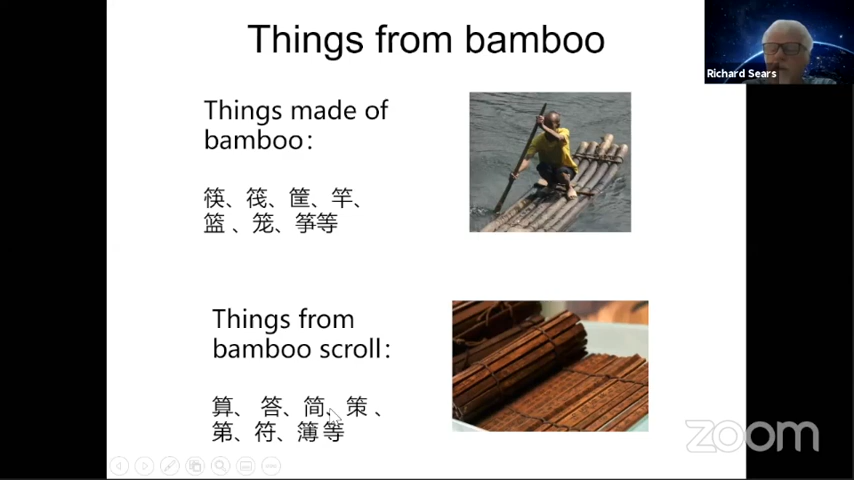 Things from bamboo
Richard Sears
Things made of
bamboo：
筷、筏、筐、竿、
篮 、笼、筝等
Things from
bamboo scroll：
算、 答、简、策 、
第、符、簿 等
zoom